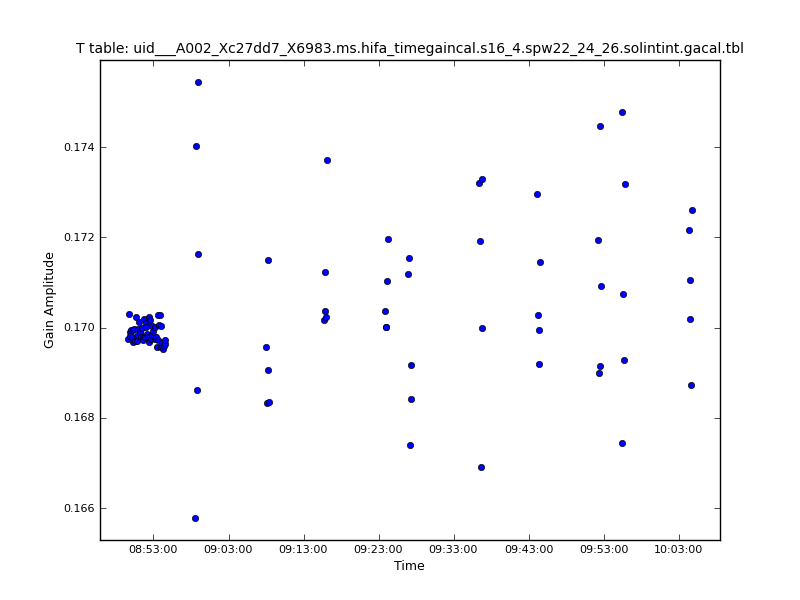 T table: uid___A002_Xc27dd7_X6983.ms.hifa_timegaincal.s16_4.spw22_24_26.solintint.gacal.tbl
0.174
0.172
0.170
0.168
0.166
Gain Amplitude
08:53:00 09:03:00 09:13:00 09:23:00 09:33:00 09:43:00 09:53:00 10:03:00
Time